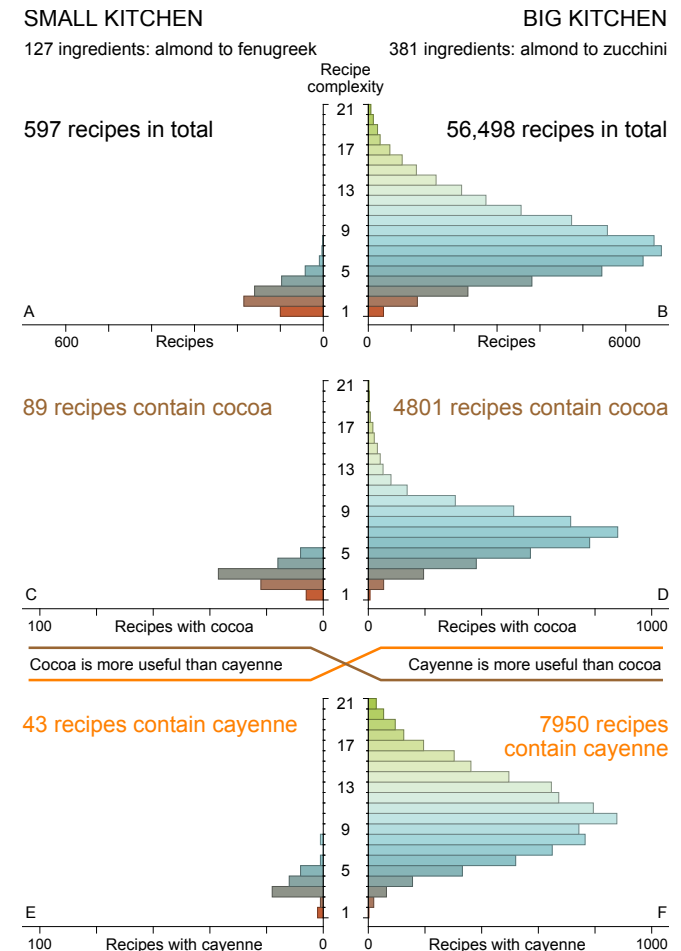 SMALL KITCHEN
BIG KITCHEN
127 ingredients: almond to fenugreek
381 ingredients: almond to zucchini
Recipe
complexity
597 recipes in total
56,498 recipes in total
21
17
13
9
5
1
A
B
600
Recipes
0
0
Recipes
6000
89 recipes contain cocoa
4801 recipes contain cocoa
21
17
13
9
5
1
C
D
100
Recipes with cocoa
0
0
Recipes with cocoa
1000
Cocoa is more useful than cayenne
Cayenne is more useful than cocoa
43 recipes contain cayenne
7950 recipes
contain cayenne
21
17
13
9
5
1
E
F
100
Recipes with cayenne
0
0
Recipes with cayenne
1000